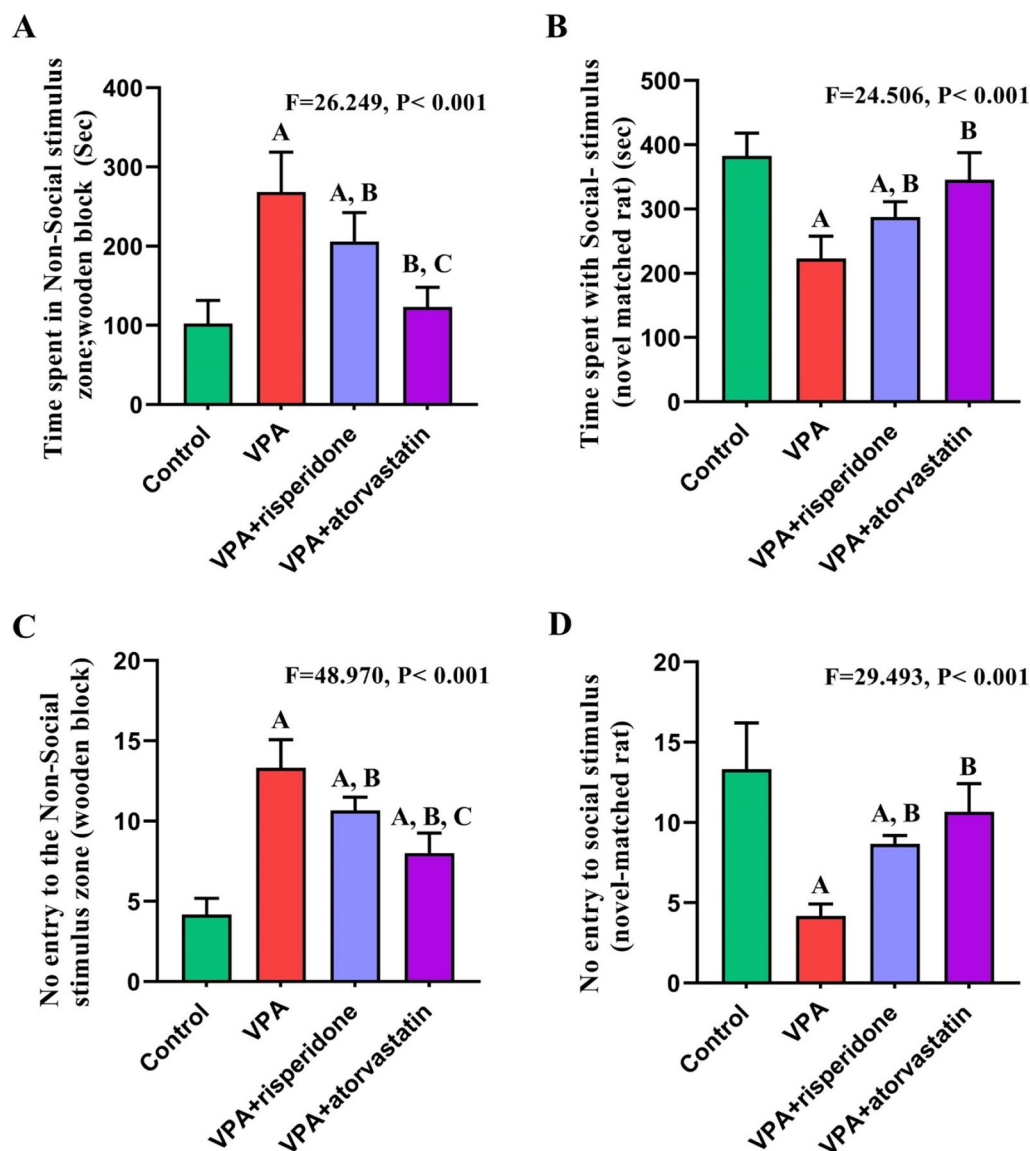 A
Time spent in Non-Social stimulus
zone;wooden block (Sec)
400
300
200
100
0
F=26.249, P< 0.001
A
A, B
B, C
Control
VPA
VPA+risperidone
VPA+atorvastatin
B
Time spent with Social- stimulus
(novel matched rat) (sec)
500
400
300
200
100
0
F=24.506, P< 0.001
A
A, B
B
Control
VPA
VPA+risperidone
VPA+atorvastatin
C
No entry to the Non-Social
stimulus zone (wooden block)
20
15
10
5
0
F=48.970, P< 0.001
A
A, B
A, B, C
Control
VPA
VPA+risperidone
VPA+atorvastatin
D
No entry to social stimulus
(novel-matched rat)
20
15
10
5
0
F=29.493, P< 0.001
A
A, B
B
Control
VPA
VPA+risperidone
VPA+atorvastatin